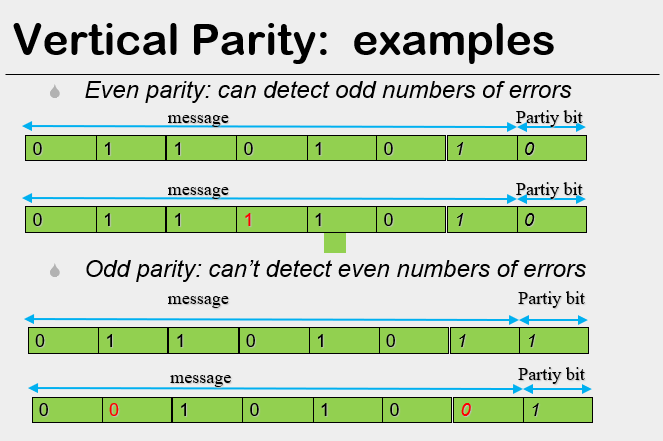 Vertical Parity: examples
Even parity: can detect odd numbers of errors
message Partiy bit
0 1 1 0 1 0 1 0
message Partiy bit
0 1 1 1 1 0 1 0
Odd parity: can't detect even numbers of errors
message Partiy bit
0 1 1 0 1 0 1 1
message Partiy bit
0 0 1 0 1 0 0 1